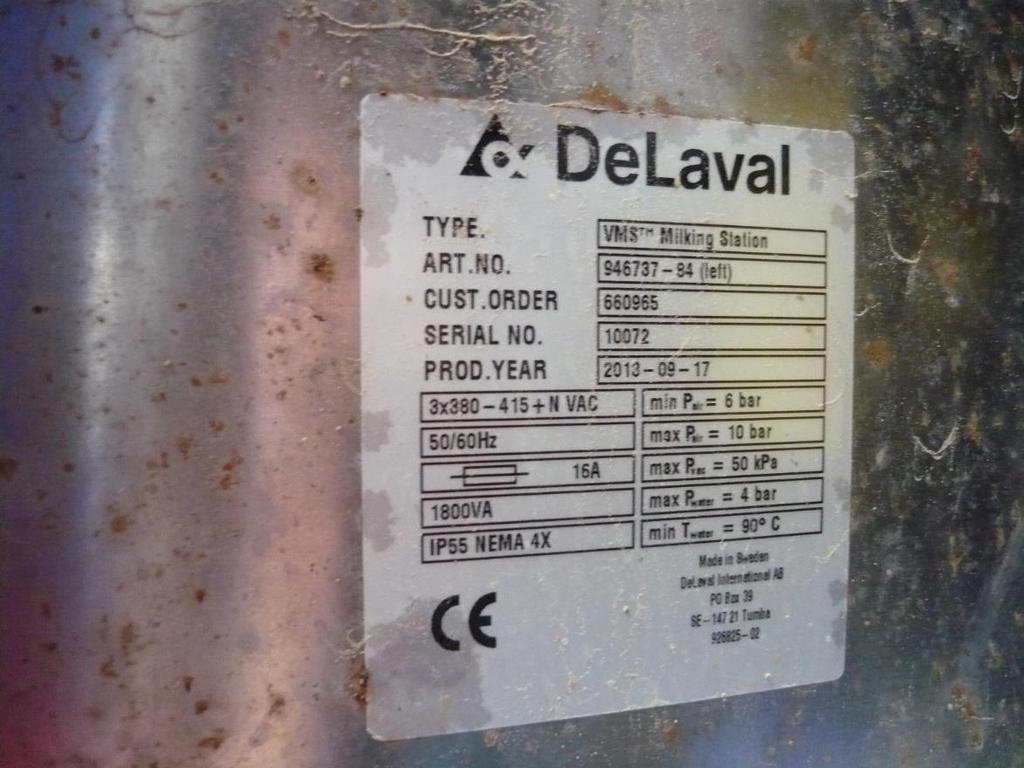 DeLaval
TYPE. VMS™ Milking Station
ART.NO. 946737-84 (left)
CUST.ORDER 660965
SERIAL NO. 10072
PROD.YEAR 2013-09-17
3x380-415+N VAC min Pair = 6 bar
50/60Hz max Pair = 10 bar
16A max Pvac = 50 kPa
1800VA max Pwater = 4 bar
IP55 NEMA 4X min Twater = 90° C
Made in Sweden
DeLaval International AB
PO Box 39
SE-147 21 Tumba
926825-02
CE